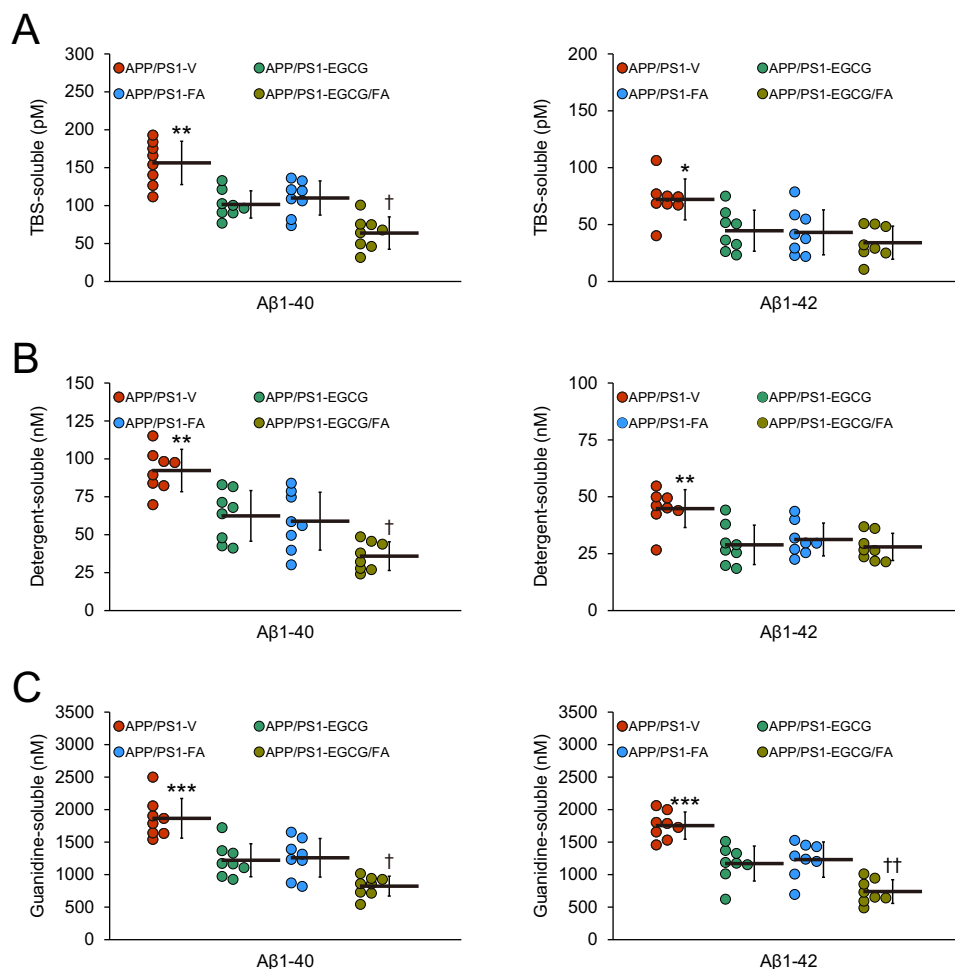 A
TBS-soluble (pM)
300
250
200
150
100
50
0
APP/PS1-V
APP/PS1-EGCG
APP/PS1-FA
APP/PS1-EGCG/FA
**
†
Aβ1-40
TBS-soluble (pM)
200
150
100
50
0
APP/PS1-V
APP/PS1-EGCG
APP/PS1-FA
APP/PS1-EGCG/FA
*
Aβ1-42
B
Detergent-soluble (nM)
150
125
100
75
50
25
0
APP/PS1-V
APP/PS1-EGCG
APP/PS1-FA
APP/PS1-EGCG/FA
**
†
Aβ1-40
Detergent-soluble (nM)
100
75
50
25
0
APP/PS1-V
APP/PS1-EGCG
APP/PS1-FA
APP/PS1-EGCG/FA
**
Aβ1-42
C
Guanidine-soluble (nM)
3500
3000
2500
2000
1500
1000
500
0
APP/PS1-V
APP/PS1-EGCG
APP/PS1-FA
APP/PS1-EGCG/FA
***
†
Aβ1-40
Guanidine-soluble (nM)
3500
3000
2500
2000
1500
1000
500
0
APP/PS1-V
APP/PS1-EGCG
APP/PS1-FA
APP/PS1-EGCG/FA
***
††
Aβ1-42